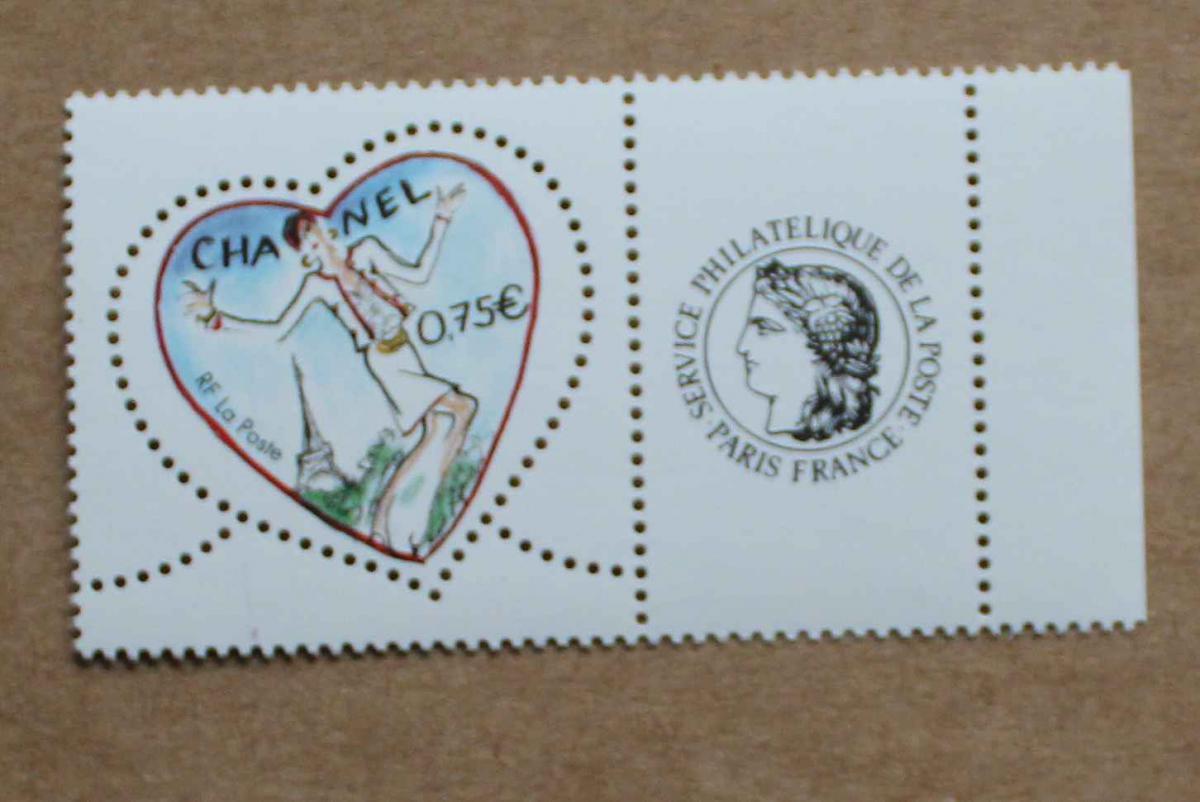 CHANEL
0,75€
RF La Poste
SERVICE PHILATELIQUE DE LA POSTE
· PARIS FRANCE ·